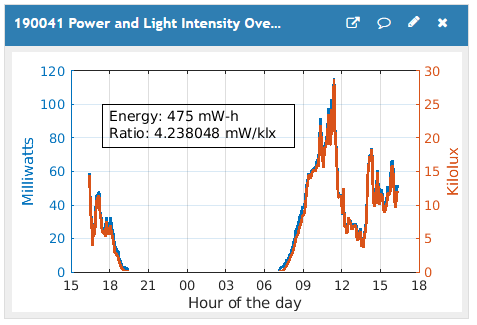 190041 Power and Light Intensity Ove...
120
100
80
60
40
20
0
Milliwatts
Energy: 475 mW-h
Ratio: 4.238048 mW/klx
30
25
20
15
10
5
0
Kilolux
15 18 21 00 03 06 09 12 15 18
Hour of the day